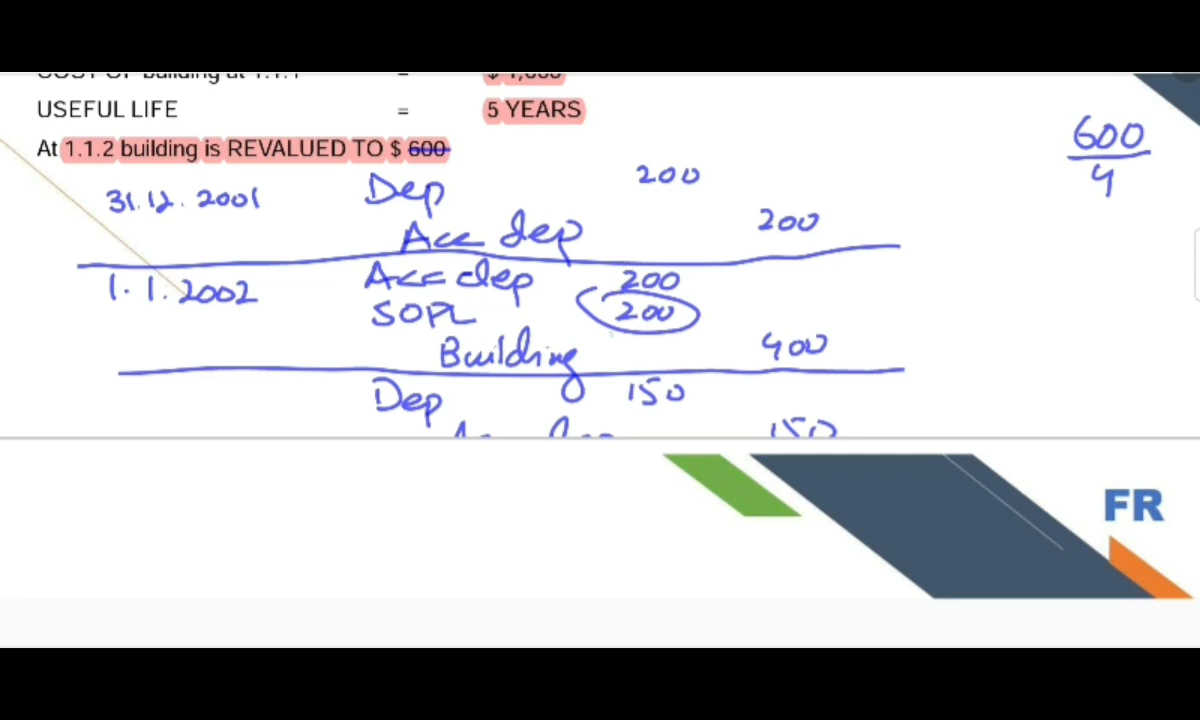 USEFUL LIFE = 5 YEARS
At 1.1.2 building is REVALUED TO $ 600
600
4
31.12.2001 Dep 200
Acc dep 200
1.1.2002 Acc dep 200
SOPL 200
Building 400
Dep 150
150
FR